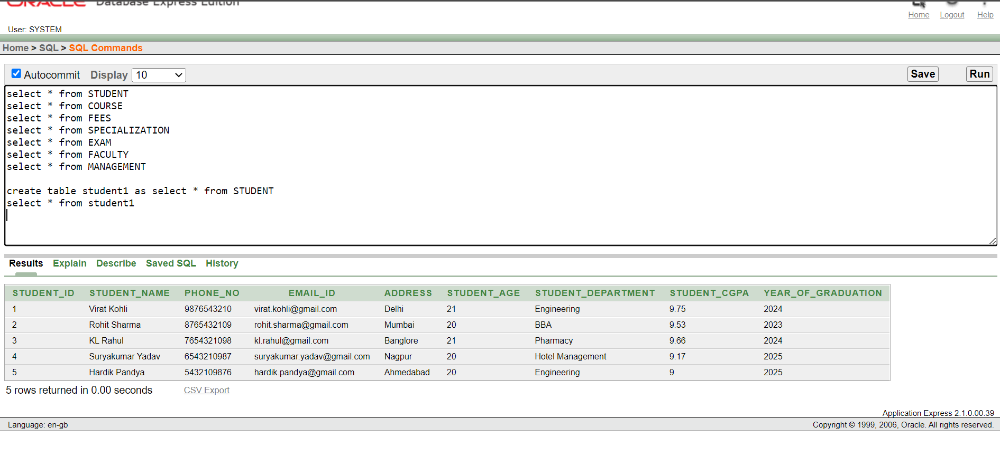 ORACLE Database Express Edition
Home Logout Help
User: SYSTEM
Home > SQL > SQL Commands
Autocommit Display 10 Save Run
select * from STUDENT
select * from COURSE
select * from FEES
select * from SPECIALIZATION
select * from EXAM
select * from FACULTY
select * from MANAGEMENT
create table student1 as select * from STUDENT
select * from student1
Results Explain Describe Saved SQL History
STUDENT_ID STUDENT_NAME PHONE_NO EMAIL_ID ADDRESS STUDENT_AGE STUDENT_DEPARTMENT STUDENT_CGPA YEAR_OF_GRADUATION
1 Virat Kohli 9876543210 virat.kohli@gmail.com Delhi 21 Engineering 9.75 2024
2 Rohit Sharma 8765432109 rohit.sharma@gmail.com Mumbai 20 BBA 9.53 2023
3 KL Rahul 7654321098 kl.rahul@gmail.com Banglore 21 Pharmacy 9.66 2024
4 Suryakumar Yadav 6543210987 suryakumar.yadav@gmail.com Nagpur 20 Hotel Management 9.17 2025
5 Hardik Pandya 5432109876 hardik.pandya@gmail.com Ahmedabad 20 Engineering 9 2025
5 rows returned in 0.00 seconds CSV Export
Application Express 2.1.0.00.39
Language: en-gb Copyright © 1999, 2006, Oracle. All rights reserved.